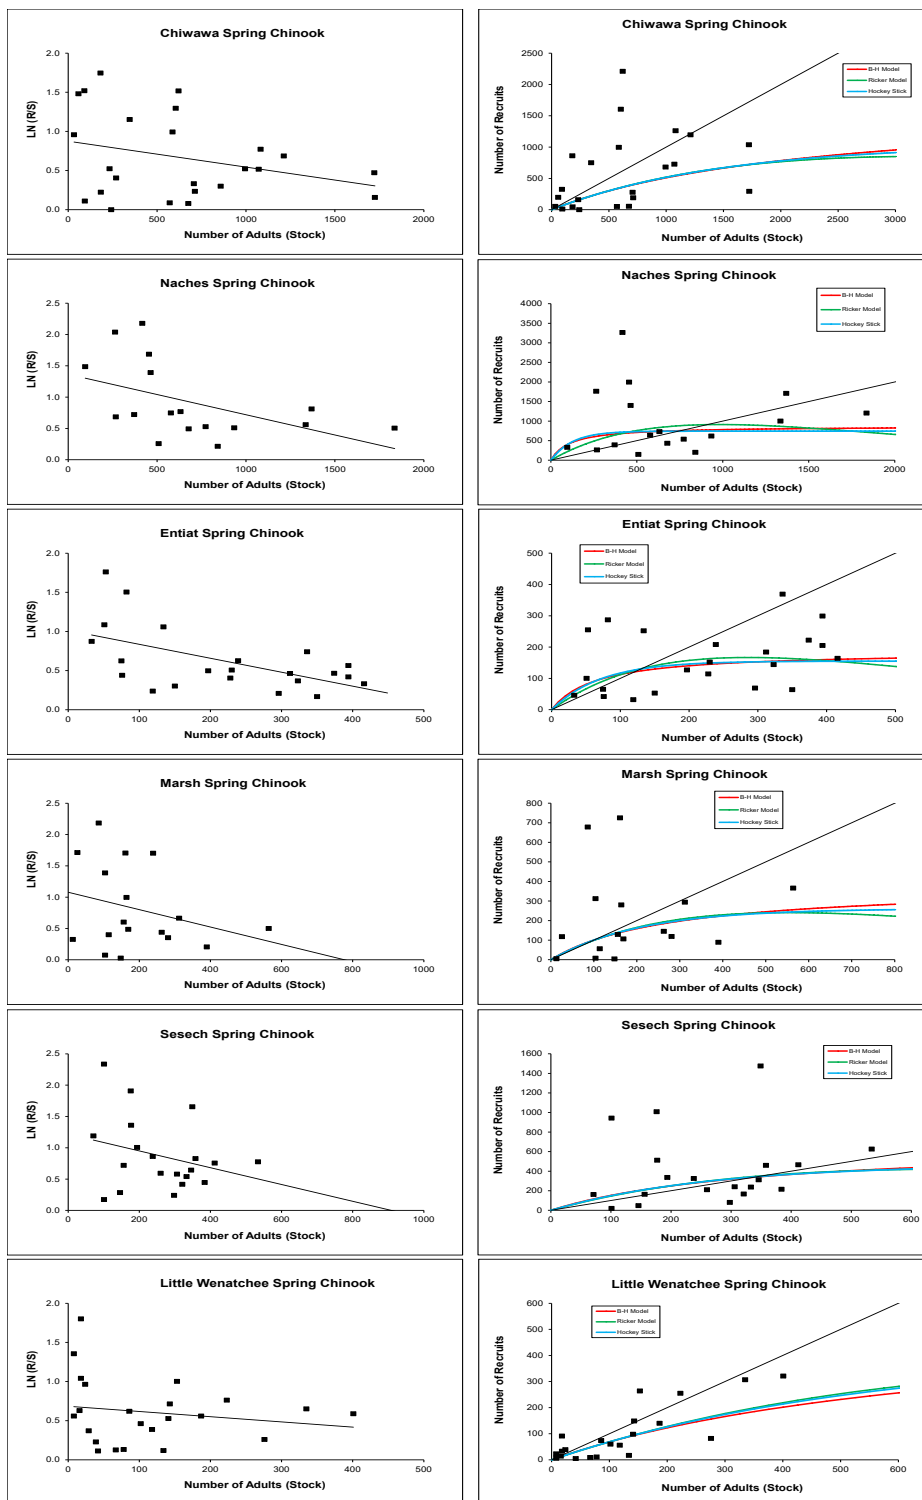 Chiwawa Spring Chinook
LN (R/S)
2.0
1.5
1.0
0.5
0.0
0 500 1000 1500 2000
Number of Adults (Stock)
Chiwawa Spring Chinook
Number of Recruits
2500
2000
1500
1000
500
0
0 500 1000 1500 2000 2500 3000
Number of Adults (Stock)
B-H Model
Ricker Model
Hockey Stick
Naches Spring Chinook
LN (R/S)
2.5
2.0
1.5
1.0
0.5
0.0
0 500 1000 1500 2000
Number of Adults (Stock)
Naches Spring Chinook
Number of Recruits
4000
3500
3000
2500
2000
1500
1000
500
0
0 500 1000 1500 2000
Number of Adults (Stock)
B-H Model
Ricker Model
Hockey Stick
Entiat Spring Chinook
LN (R/S)
2.0
1.5
1.0
0.5
0.0
0 100 200 300 400 500
Number of Adults (Stock)
Entiat Spring Chinook
Number of Recruits
500
400
300
200
100
0
0 100 200 300 400 500
Number of Adults (Stock)
B-H Model
Ricker Model
Hockey Stick
Marsh Spring Chinook
LN (R/S)
2.5
2.0
1.5
1.0
0.5
0.0
0 200 400 600 800 1000
Number of Adults (Stock)
Marsh Spring Chinook
Number of Recruits
800
700
600
500
400
300
200
100
0
0 100 200 300 400 500 600 700 800
Number of Adults (Stock)
B-H Model
Ricker Model
Hockey Stick
Sesech Spring Chinook
LN (R/S)
2.5
2.0
1.5
1.0
0.5
0.0
0 200 400 600 800 1000
Number of Adults (Stock)
Sesech Spring Chinook
Number of Recruits
1600
1400
1200
1000
800
600
400
200
0
0 100 200 300 400 500 600
Number of Adults (Stock)
B-H Model
Ricker Model
Hockey Stick
Little Wenatchee Spring Chinook
LN (R/S)
2.0
1.5
1.0
0.5
0.0
0 100 200 300 400 500
Number of Adults (Stock)
Little Wenatchee Spring Chinook
Number of Recruits
600
500
400
300
200
100
0
0 100 200 300 400 500 600
Number of Adults (Stock)
B-H Model
Ricker Model
Hockey Stick